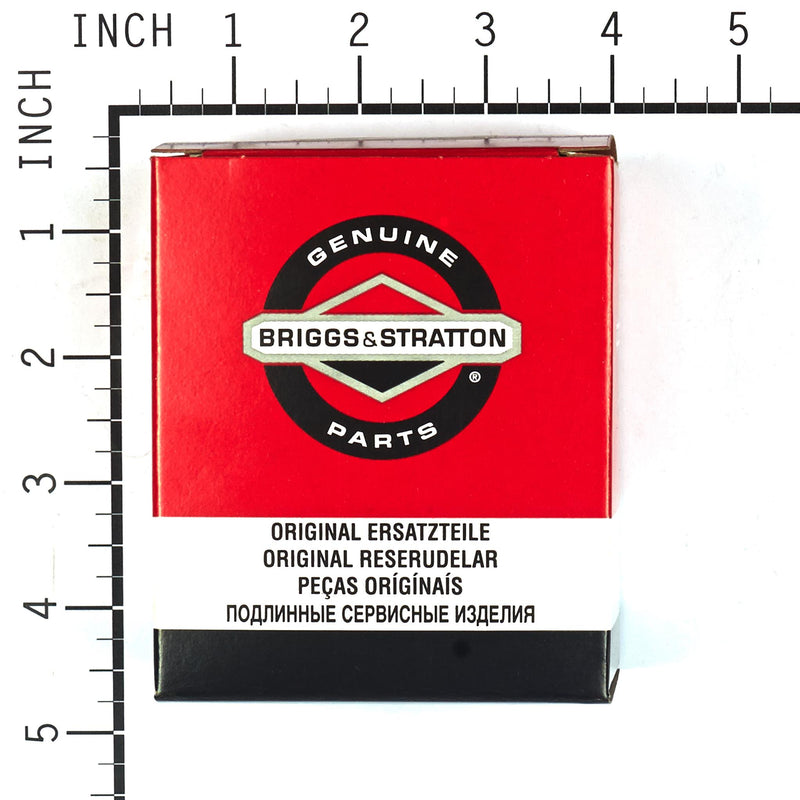 INCH 1 2 3 4 5
INCH
1
2
3
4
5
GENUINE
BRIGGS & STRATTON
®
PARTS
ORIGINAL ERSATZTEILE
ORIGINAL RESERUDELAR
PEÇAS ORÍGÍNAÍS
ПОДЛИННЫЕ СЕРВИСНЫЕ ИЗДЕЛИЯ